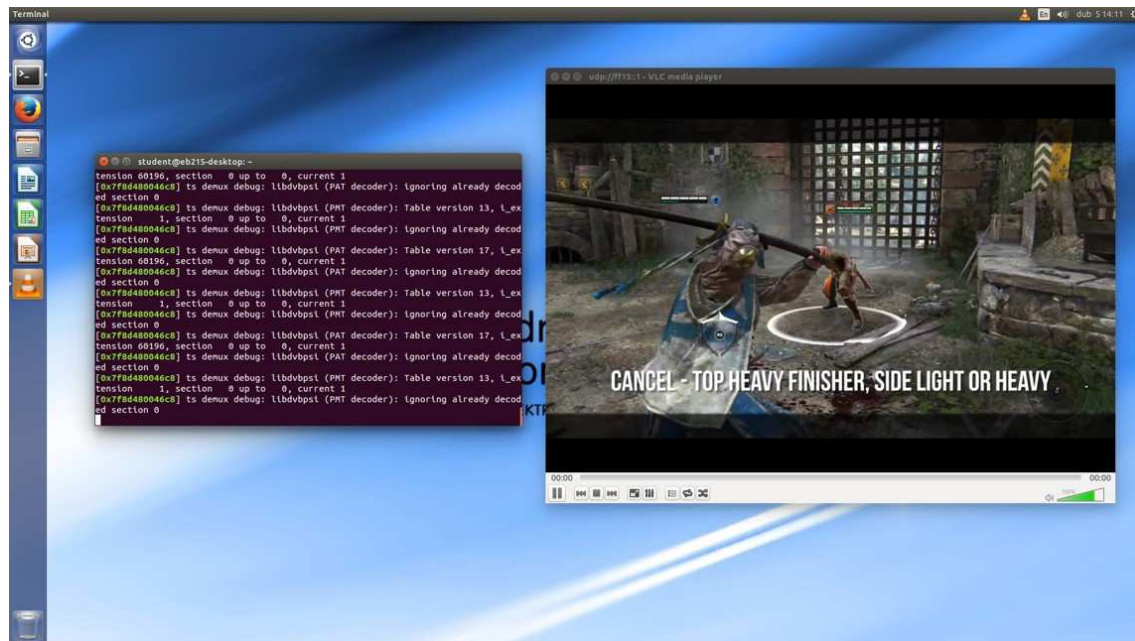 Terminal
En
dub 5 14:11
student@eb215-desktop: ~
tension 60196, section   0 up to   0, current 1
[0x7f8d480046c8] ts demux debug: libdvbpsi (PAT decoder): ignoring already decod
ed section 0
[0x7f8d480046c8] ts demux debug: libdvbpsi (PMT decoder): Table version 13, i_ex
tension     1, section   0 up to   0, current 1
[0x7f8d480046c8] ts demux debug: libdvbpsi (PMT decoder): ignoring already decod
ed section 0
[0x7f8d480046c8] ts demux debug: libdvbpsi (PAT decoder): Table version 17, i_ex
tension 60196, section   0 up to   0, current 1
[0x7f8d480046c8] ts demux debug: libdvbpsi (PAT decoder): ignoring already decod
ed section 0
[0x7f8d480046c8] ts demux debug: libdvbpsi (PMT decoder): Table version 13, i_ex
tension     1, section   0 up to   0, current 1
[0x7f8d480046c8] ts demux debug: libdvbpsi (PMT decoder): ignoring already decod
ed section 0
[0x7f8d480046c8] ts demux debug: libdvbpsi (PAT decoder): Table version 17, i_ex
tension 60196, section   0 up to   0, current 1
[0x7f8d480046c8] ts demux debug: libdvbpsi (PAT decoder): ignoring already decod
ed section 0
[0x7f8d480046c8] ts demux debug: libdvbpsi (PMT decoder): Table version 13, i_ex
tension     1, section   0 up to   0, current 1
[0x7f8d480046c8] ts demux debug: libdvbpsi (PMT decoder): ignoring already decod
ed section 0
udp://ff15::1 - VLC media player
CANCEL - TOP HEAVY FINISHER, SIDE LIGHT OR HEAVY
00:00
00:00